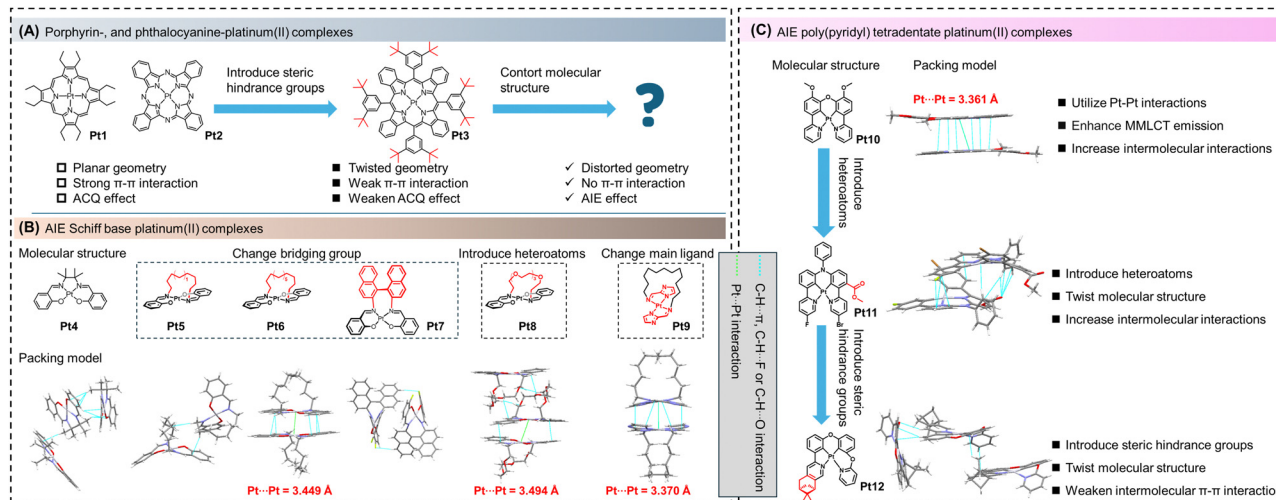 (A) Porphyrin-, and phthalocyanine-platinum(II) complexes
Introduce steric
hindrance groups
Contort molecular
structure
?
Pt1
Pt2
Pt3
Planar geometry
Strong π-π interaction
ACQ effect
Twisted geometry
Weak π-π interaction
Weaken ACQ effect
✓ Distorted geometry
✓ No π-π interaction
✓ AIE effect
(B) AIE Schiff base platinum(II) complexes
Molecular structure
Change bridging group
Introduce heteroatoms
Change main ligand
Pt4
Pt5
Pt6
Pt7
Pt8
Pt9
Packing model
Pt···Pt = 3.449 Å
Pt···Pt = 3.494 Å
Pt···Pt = 3.370 Å
Pt···Pt interaction
C-H···π, C-H···F or C-H···O interaction
(C) AIE poly(pyridyl) tetradentate platinum(II) complexes
Molecular structure
Packing model
Pt···Pt = 3.361 Å
Pt10
Utilize Pt-Pt interactions
Enhance MMLCT emission
Increase intermolecular interactions
Introduce
heteroatoms
Pt11
Introduce heteroatoms
Twist molecular structure
Increase intermolecular interactions
Introduce steric
hindrance groups
Pt12
Introduce steric hindrance groups
Twist molecular structure
Weaken intermolecular π-π interactio